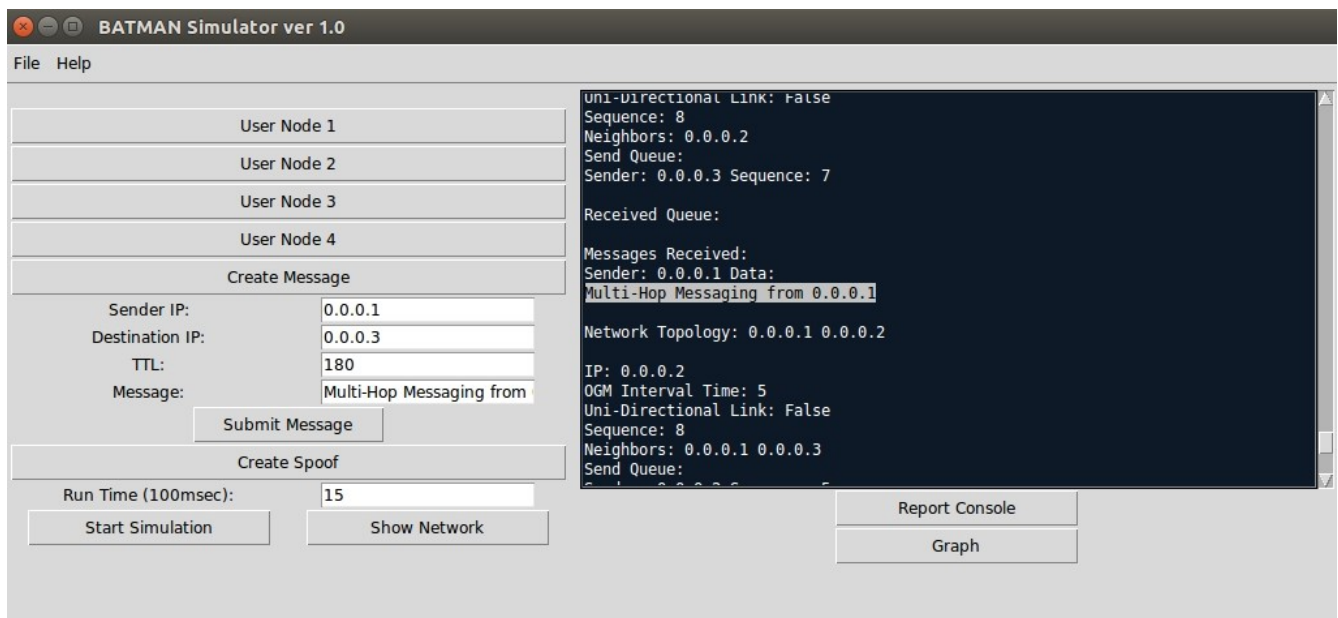 BATMAN Simulator ver 1.0
File Help
User Node 1
User Node 2
User Node 3
User Node 4
Create Message
Sender IP: 0.0.0.1
Destination IP: 0.0.0.3
TTL: 180
Message: Multi-Hop Messaging from
Submit Message
Create Spoof
Run Time (100msec): 15
Start Simulation Show Network
Uni-Directional Link: False
Sequence: 8
Neighbors: 0.0.0.2
Send Queue:
Sender: 0.0.0.3 Sequence: 7
Received Queue:
Messages Received:
Sender: 0.0.0.1 Data:
Multi-Hop Messaging from 0.0.0.1
Network Topology: 0.0.0.1 0.0.0.2
IP: 0.0.0.2
OGM Interval Time: 5
Uni-Directional Link: False
Sequence: 8
Neighbors: 0.0.0.1 0.0.0.3
Send Queue:
Report Console
Graph